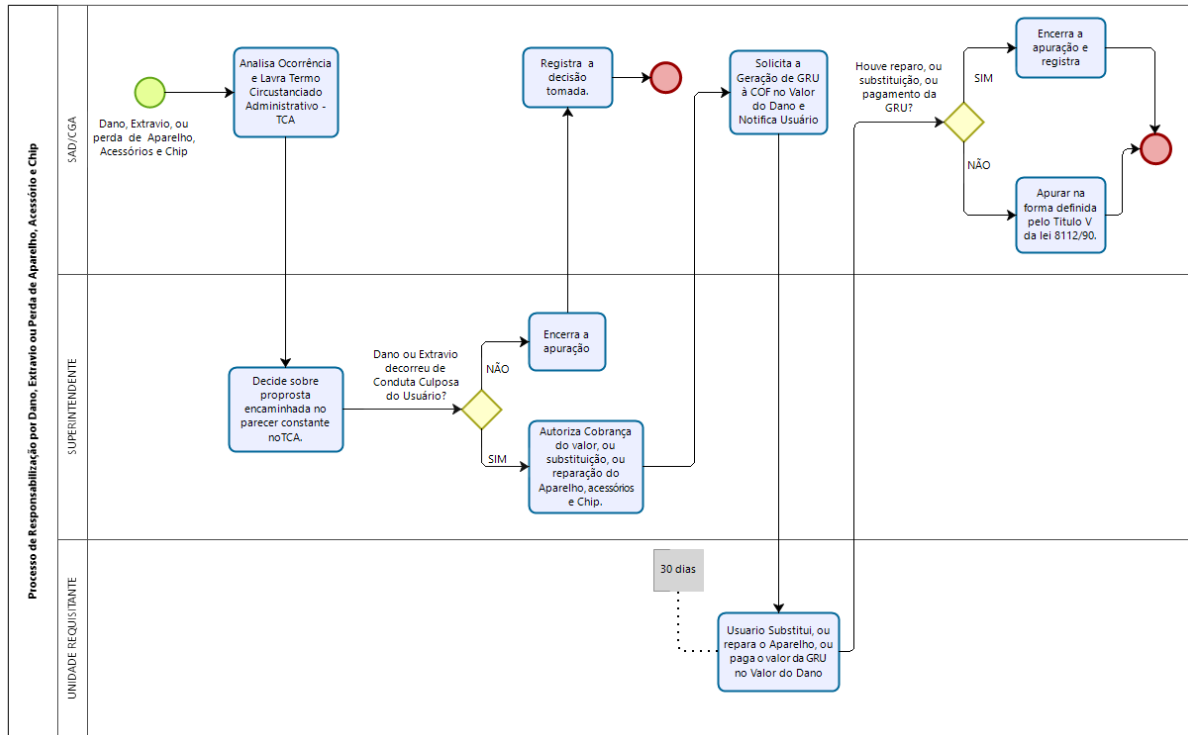 Processo de Responsabilização por Dano, Extravio ou Perda de Aparelho, Acessório e Chip
SAD/CGA
Dano, Extravio, ou
perda de Aparelho,
Acessórios e Chip
Analisa Ocorrência
e Lavra Termo
Circustanciado
Administrativo -
TCA
Registra a
decisão
tomada.
Solicita a
Geração de GRU
à COF no Valor
do Dano e
Notifica Usuário
Houve reparo, ou
substituição, ou
pagamento da
GRU?
SIM
NÃO
Encerra a
apuração e
registra
Apurar na
forma definida
pelo Titulo V
da lei 8112/90.
SUPERINTENDENTE
Decide sobre
proposta
encaminhada no
parecer constante
noTCA.
Dano ou Extravio
decorreu de
Conduta Culposa
do Usuário?
NÃO
SIM
Encerra a
apuração
Autoriza Cobrança
do valor, ou
substituição, ou
reparação do
Aparelho, acessórios
e Chip.
UNIDADE REQUISITANTE
30 dias
Usuario Substitui, ou
repara o Aparelho, ou
paga o valor da GRU
no Valor do Dano